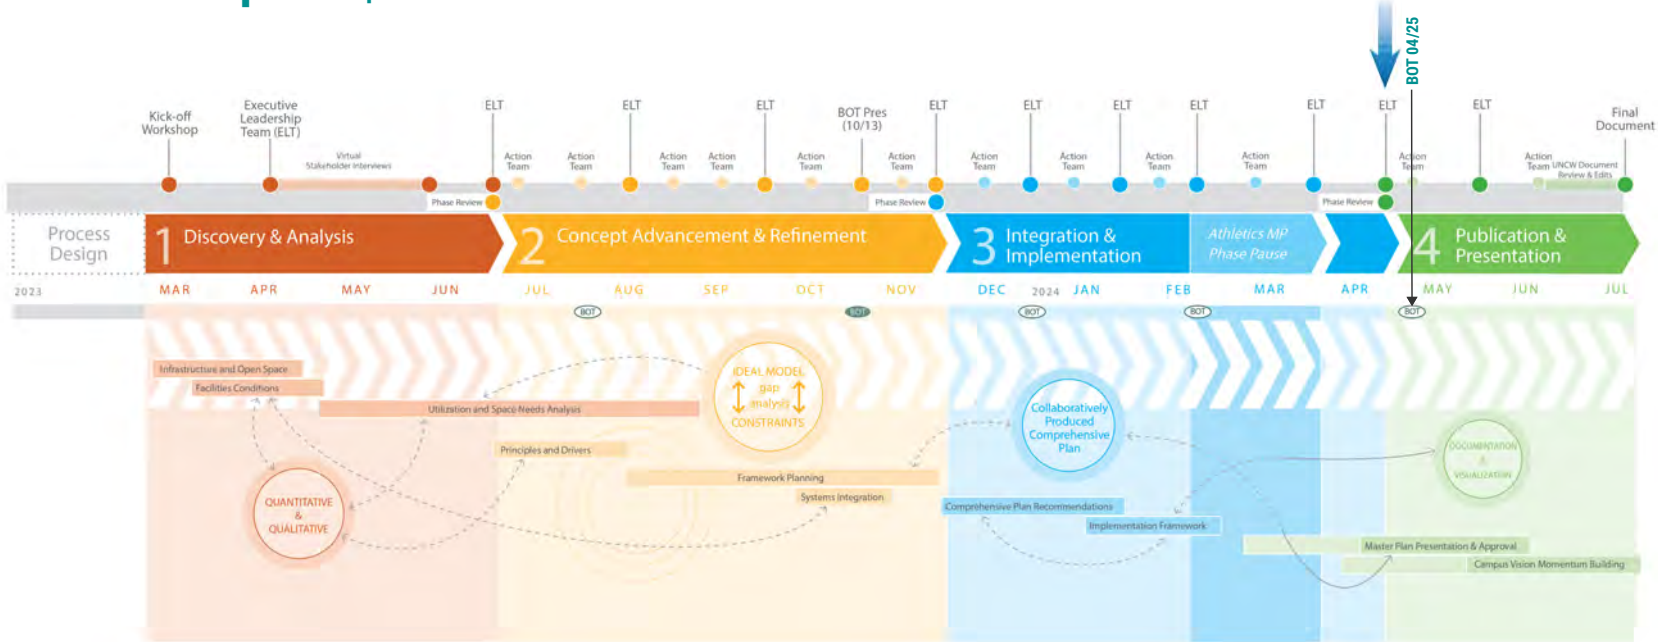 BOT 04/25
Kick-off
Workshop
Executive
Leadership
Team (ELT)
Virtual
Stakeholder Interviews
ELT
Action
Team
Action
Team
ELT
Action
Team
Action
Team
ELT
Action
Team
BOT Pres
(10/13)
Action
Team
ELT
Action
Team
ELT
Action
Team
ELT
Action
Team
ELT
Action
Team
ELT
ELT
Action
Team
ELT
Action
Team
UNCW Document
Review & Edits
Final
Document
Phase Review
Phase Review
Phase Review
Process
Design
1 Discovery & Analysis
2 Concept Advancement & Refinement
3 Integration &
Implementation
Athletics MP
Phase Pause
4 Publication &
Presentation
2023
MAR APR MAY JUN JUL AUG SEP OCT NOV DEC 2024 JAN FEB MAR APR MAY JUN JUL
BOT
BOT
BOT
BOT
BOT
Infrastructure and Open Space
Facilities Conditions
Utilization and Space Needs Analysis
IDEAL MODEL
gap
analysis
CONSTRAINTS
Principles and Drivers
Framework Planning
Systems Integration
QUANTITATIVE
&
QUALITATIVE
Collaboratively
Produced
Comprehensive
Plan
Comprehensive Plan Recommendations
Implementation Framework
DOCUMENTATION
&
VISUALIZATION
Master Plan Presentation & Approval
Campus Vision Momentum Building